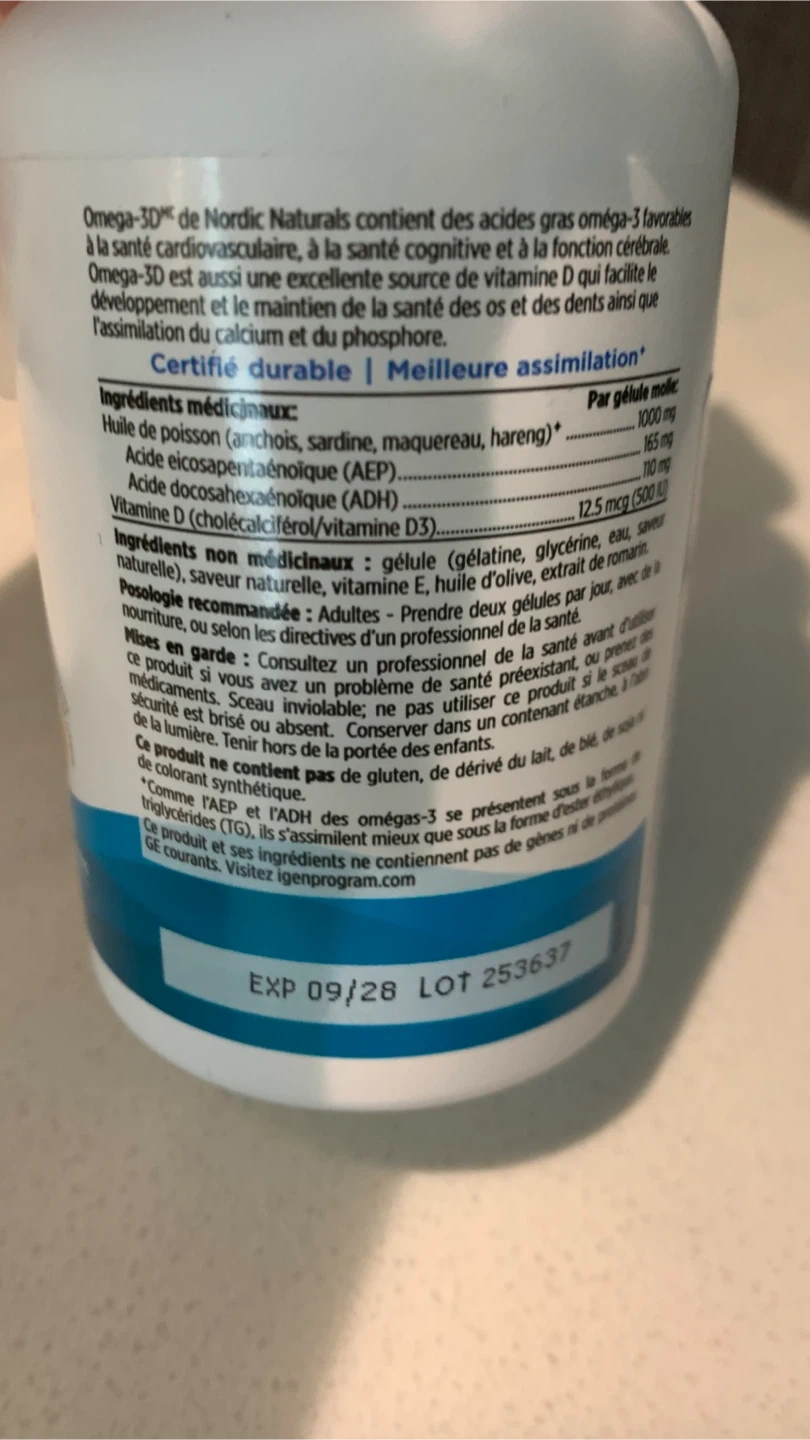 Omega-3Dᴹᶜ de Nordic Naturals contient des acides gras oméga-3 favorables
à la santé cardiovasculaire, à la santé cognitive et à la fonction cérébrale.
Omega-3D est aussi une excellente source de vitamine D qui facilite le
développement et le maintien de la santé des os et des dents ainsi que
l'assimilation du calcium et du phosphore.
Certifié durable | Meilleure assimilation⁺
Ingrédients médicinaux: Par gélule molle:
Huile de poisson (anchois, sardine, maquereau, hareng)⁺ .............. 1000 mg
Acide eicosapentaénoïque (AEP)................................................ 165 mg
Acide docosahexaénoïque (ADH) ............................................... 110 mg
Vitamine D (cholécalciférol/vitamine D3)............................ 12.5 mcg (500 IU)
Ingrédients non médicinaux : gélule (gélatine, glycérine, eau, saveur
naturelle), saveur naturelle, vitamine E, huile d'olive, extrait de romarin.
Posologie recommandée : Adultes - Prendre deux gélules par jour, avec de la
nourriture, ou selon les directives d'un professionnel de la santé.
Mises en garde : Consultez un professionnel de la santé avant d'utiliser
ce produit si vous avez un problème de santé préexistant, ou prenez des
médicaments. Sceau inviolable; ne pas utiliser ce produit si le sceau de
sécurité est brisé ou absent. Conserver dans un contenant étanche, à l'abri
de la lumière. Tenir hors de la portée des enfants.
Ce produit ne contient pas de gluten, de dérivé du lait, de blé, de soja ni
de colorant synthétique.
⁺Comme l'AEP et l'ADH des omégas-3 se présentent sous la forme de
triglycérides (TG), ils s'assimilent mieux que sous la forme d'ester éthylique.
Ce produit et ses ingrédients ne contiennent pas de gènes ni de protéines
GE courants. Visitez igenprogram.com
EXP 09/28 LOT 253637